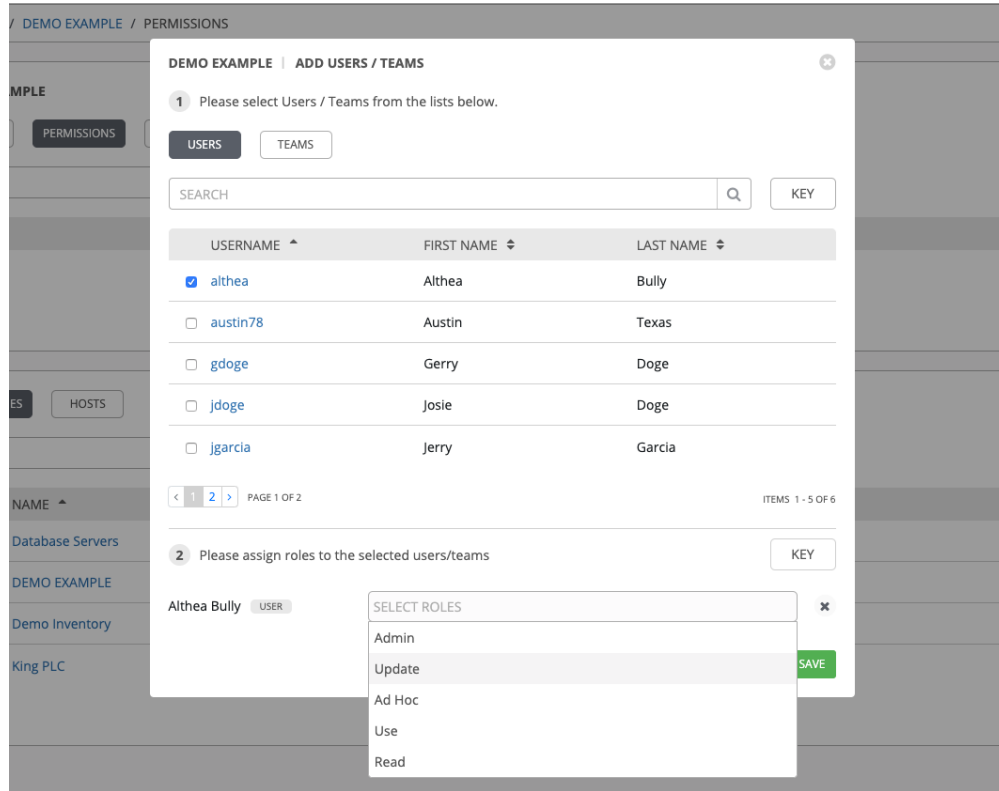 / DEMO EXAMPLE / PERMISSIONS
DEMO EXAMPLE | ADD USERS / TEAMS
1 Please select Users / Teams from the lists below.
MPLE
PERMISSIONS
USERS TEAMS
SEARCH KEY
USERNAME FIRST NAME LAST NAME
althea Althea Bully
austin78 Austin Texas
gdoge Gerry Doge
jdoge Josie Doge
jgarcia Jerry Garcia
ES HOSTS
1 2 PAGE 1 OF 2 ITEMS 1 - 5 OF 6
NAME
Database Servers
DEMO EXAMPLE
Demo Inventory
King PLC
2 Please assign roles to the selected users/teams KEY
Althea Bully USER SELECT ROLES
Admin
Update
Ad Hoc
Use
Read
SAVE